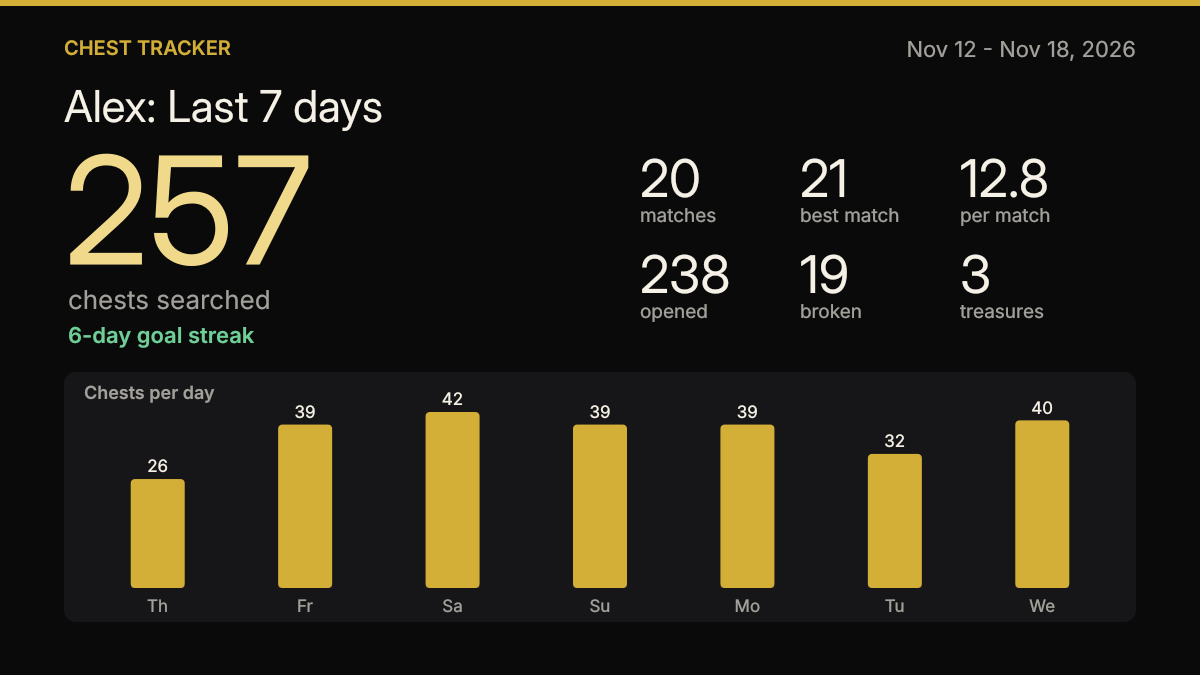 CHEST TRACKER
Nov 12 - Nov 18, 2026
Alex: Last 7 days
257
chests searched
6-day goal streak
20 21 12.8
matches best match per match
238 19 3
opened broken treasures
Chests per day
26 39 42 39 39 32 40
Th Fr Sa Su Mo Tu We